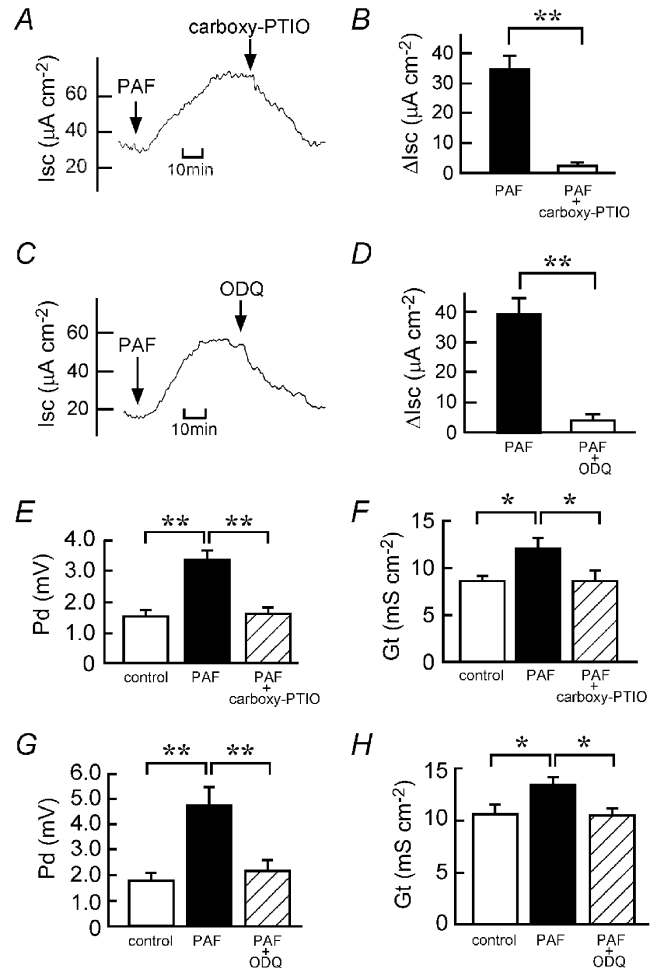 A
carboxy-PTIO
PAF
Isc (μA cm-2)
60
40
20
10min
B
**
ΔIsc (μA cm-2)
40
30
20
10
0
PAF
PAF
+
carboxy-PTIO
C
ODQ
PAF
Isc (μA cm-2)
60
40
20
10min
D
**
ΔIsc (μA cm-2)
40
30
20
10
0
PAF
PAF
+
ODQ
E
**
**
Pd (mV)
4.0
3.0
2.0
1.0
0
control
PAF
PAF
+
carboxy-PTIO
F
*
*
Gt (mS cm-2)
15
10
5
0
control
PAF
PAF
+
carboxy-PTIO
G
**
**
Pd (mV)
6.0
5.0
4.0
3.0
2.0
1.0
0
control
PAF
PAF
+
ODQ
H
*
*
Gt (mS cm-2)
15
10
5
0
control
PAF
PAF
+
ODQ